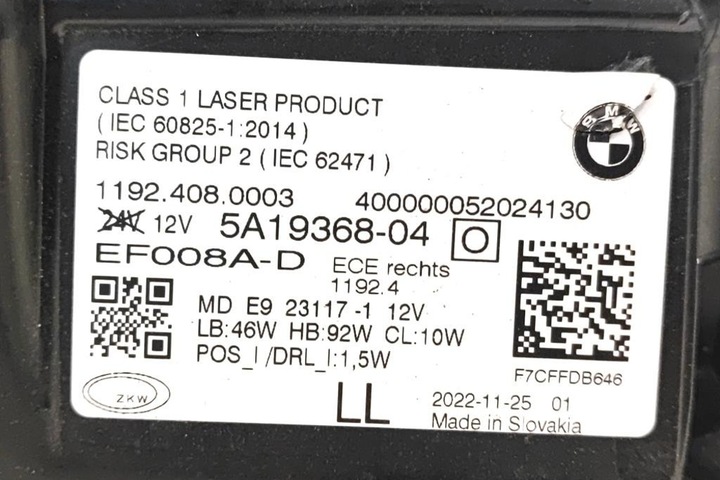 CLASS 1 LASER PRODUCT
(IEC 60825-1:2014)
RISK GROUP 2 (IEC 62471)
BMW
1192.408.0003 400000052024130
24V 12V 5A19368-04 O
EF008A-D ECE rechts
1192.4
MD E9 23117 -1 12V
LB:46W HB:92W CL:10W
POS_I/DRL_I:1,5W
F7CFFDB646
ZKW LL 2022-11-25 01
Made in Slovakia